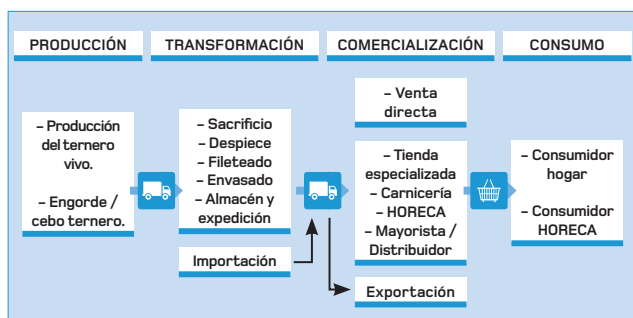 PRODUCCIÓN
TRANSFORMACIÓN
COMERCIALIZACIÓN
CONSUMO
– Producción
del ternero
vivo.
– Engorde /
cebo ternero.
– Sacrificio
– Despiece
– Fileteado
– Envasado
– Almacén y
expedición
Importación
– Venta
directa
– Tienda
especializada
– Carnicería
– HORECA
– Mayorista /
Distribuidor
Exportación
– Consumidor
hogar
– Consumidor
HORECA